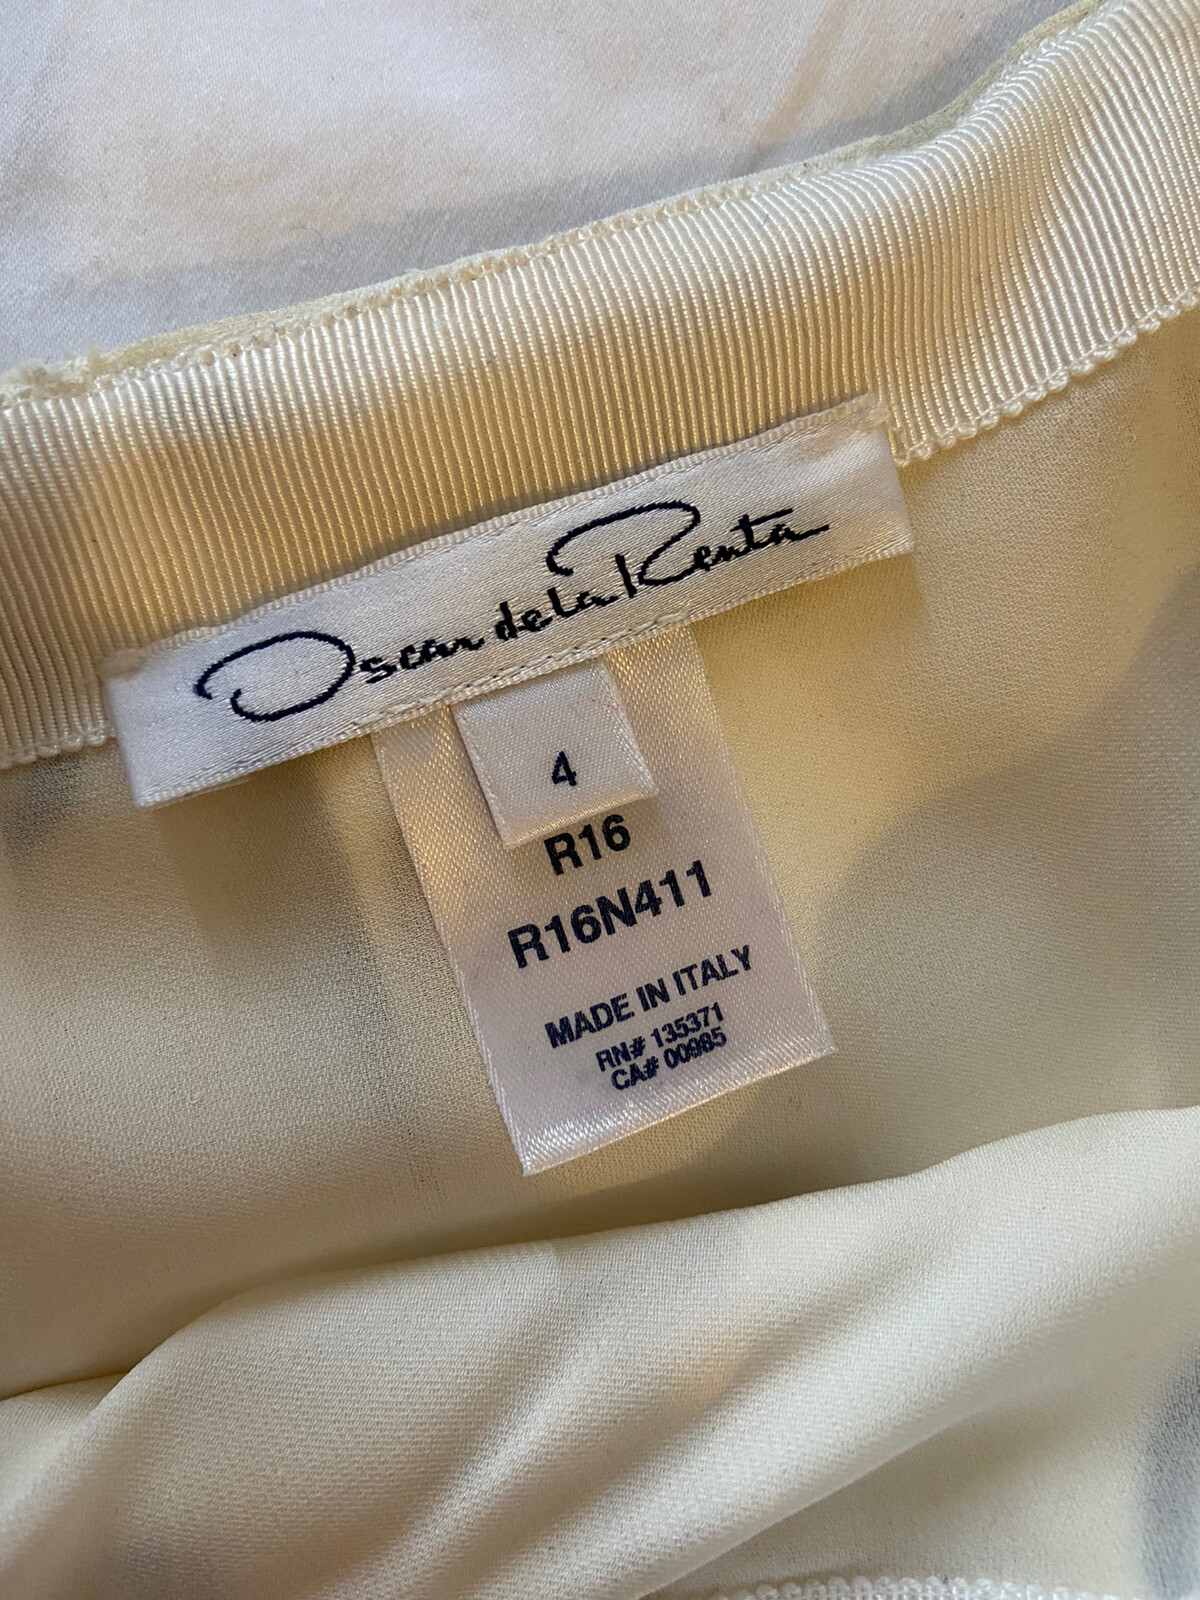 Oscar de la Renta
4
R16
R16N411
MADE IN ITALY
RN# 135371
CA# 00985